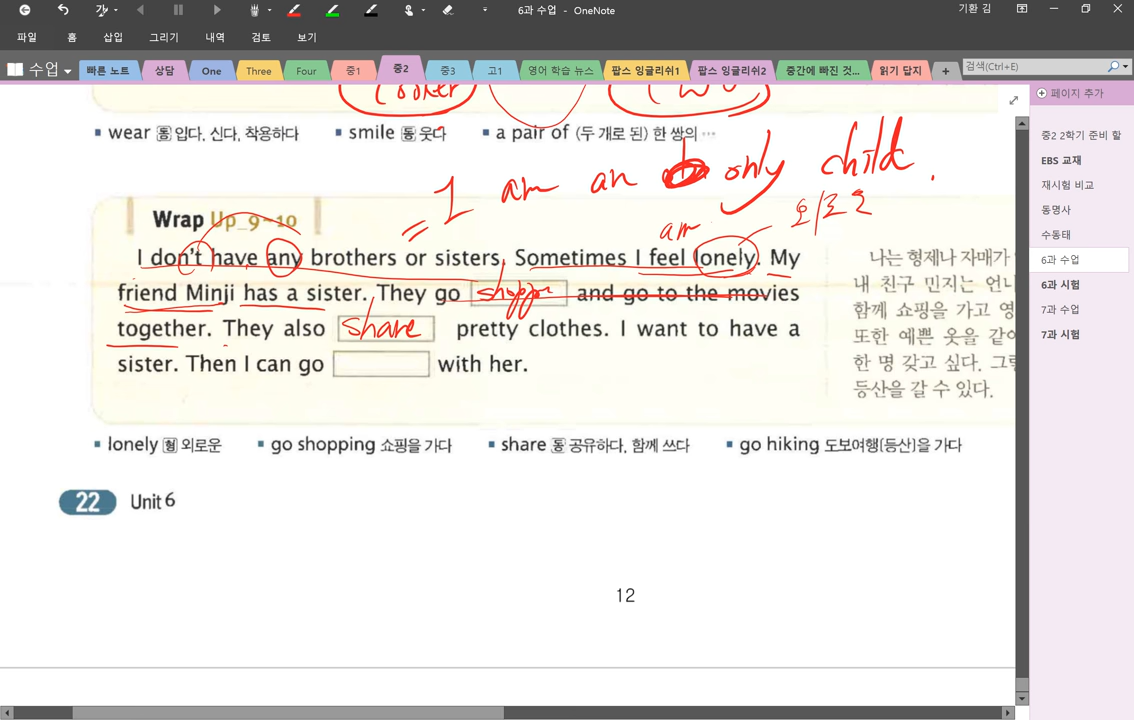 6과 수업 - OneNote
기환 김
파일 홈 삽입 그리기 내역 검토 보기
수업 빠른 노트 상담 One Three Four 중1 중2 중3 고1 영어 학습 뉴스 팝스 잉글리쉬1 팝스 잉글리쉬2 중간에 빠진 것... 읽기 답지 + 검색(Ctrl+E)
페이지 추가
중2 2학기 준비 할
EBS 교재
재시험 비교
동명사
수동태
6과 수업
6과 시험
7과 수업
7과 시험
wear 동 입다, 신다, 착용하다 smile 동 웃다 a pair of (두 개로 된) 한 쌍의 …
= I am an only child.
Wrap Up_9~10
am
I don't have any brothers or sisters. Sometimes I feel lonely. My
friend Minji has a sister. They go shoppin and go to the movies
together. They also share pretty clothes. I want to have a
sister. Then I can go with her.
나는 형제나 자매가
내 친구 민지는 언니
함께 쇼핑을 가고 영
또한 예쁜 옷을 같이
한 명 갖고 싶다. 그
등산을 갈 수 있다.
lonely 형 외로운 go shopping 쇼핑을 가다 share 동 공유하다, 함께 쓰다 go hiking 도보여행(등산)을 가다
22 Unit 6
12